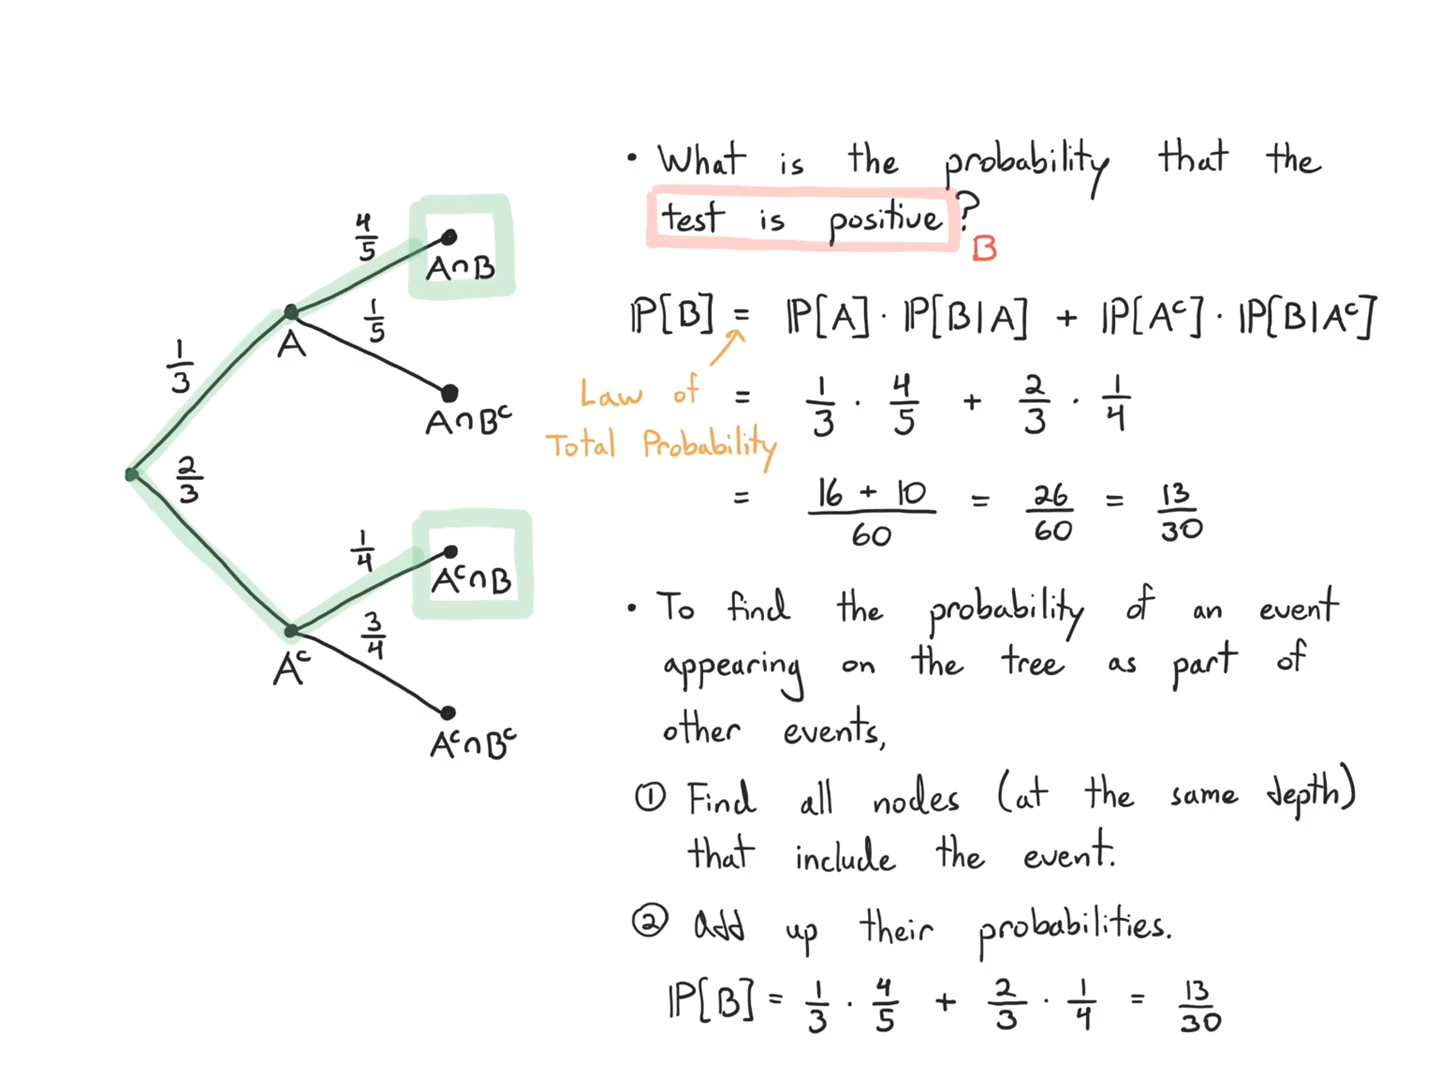 • What is the probability that the
test is positive?
B
ℙ[B] = ℙ[A] · ℙ[B|A] + ℙ[Aᶜ] · ℙ[B|Aᶜ]
Law of
Total Probability
= 1/3 · 4/5 + 2/3 · 1/4
= (16 + 10)/60 = 26/60 = 13/30
• To find the probability of an event
appearing on the tree as part of
other events,
① Find all nodes (at the same depth)
that include the event.
② Add up their probabilities.
ℙ[B] = 1/3 · 4/5 + 2/3 · 1/4 = 13/30
4/5
A∩B
1/5
A
1/3
A∩Bᶜ
2/3
1/4
Aᶜ∩B
3/4
Aᶜ
Aᶜ∩Bᶜ